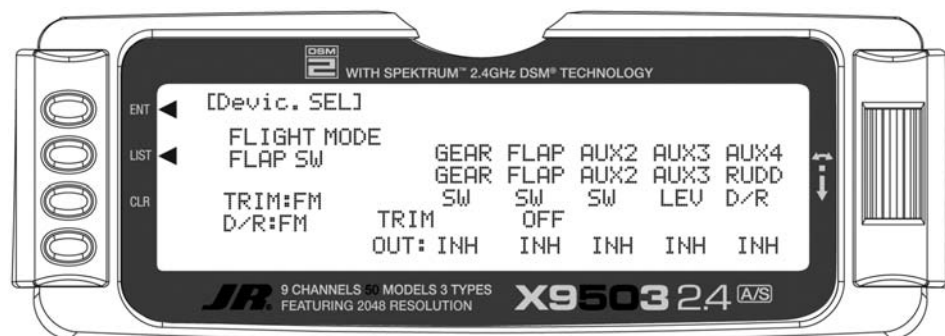 DSM
2 WITH SPEKTRUM™ 2.4GHz DSM® TECHNOLOGY
ENT
LIST
CLR
[Devic. SEL]
FLIGHT MODE
FLAP SW
GEAR FLAP AUX2 AUX3 AUX4
GEAR FLAP AUX2 AUX3 RUDD
TRIM:FM SW SW SW LEV D/R
D/R:FM TRIM OFF
OUT: INH INH INH INH INH
JR 9 CHANNELS 50 MODELS 3 TYPES
FEATURING 2048 RESOLUTION
X9503 2.4 A/S